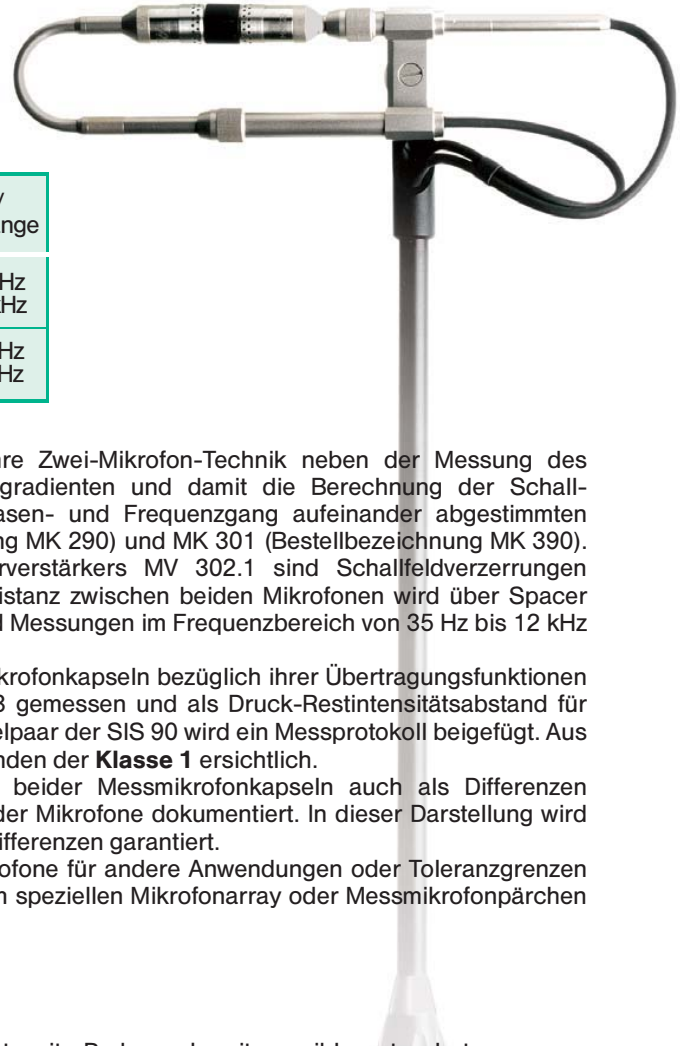 ange
Hz
kHz
Hz
Hz
re Zwei-Mikrofon-Technik neben der Messung des
gradienten und damit die Berechnung der Schall-
asen- und Frequenzgang aufeinander abgestimmten
ng MK 290) und MK 301 (Bestellbezeichnung MK 390).
rverstärkers MV 302.1 sind Schallfeldverzerrungen
istanz zwischen beiden Mikrofonen wird über Spacer
l Messungen im Frequenzbereich von 35 Hz bis 12 kHz
krofonkapseln bezüglich ihrer Übertragungsfunktionen
3 gemessen und als Druck-Restintensitätsabstand für
elpaar der SIS 90 wird ein Messprotokoll beigefügt. Aus
nden der Klasse 1 ersichtlich.
beider Messmikrofonkapseln auch als Differenzen
der Mikrofone dokumentiert. In dieser Darstellung wird
ifferenzen garantiert.
rofone für andere Anwendungen oder Toleranzgrenzen
n speziellen Mikrofonarray oder Messmikrofonpärchen